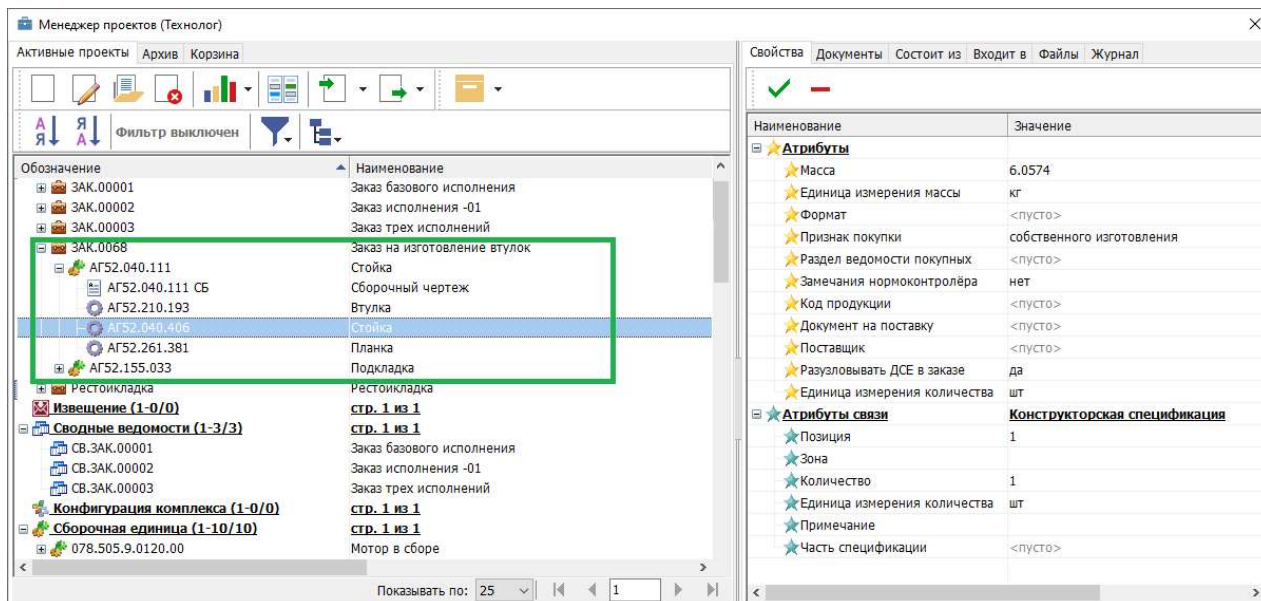 Менеджер проектов (Технолог)
Активные проекты Архив Корзина
Фильтр выключен
Обозначение Наименование
ЗАК.00001 Заказ базового исполнения
ЗАК.00002 Заказ исполнения -01
ЗАК.00003 Заказ трех исполнений
ЗАК.0068 Заказ на изготовление втулок
АГ52.040.111 Стойка
АГ52.040.111 СБ Сборочный чертеж
АГ52.210.193 Втулка
АГ52.040.406 Стойка
АГ52.261.381 Планка
АГ52.155.033 Подкладка
Рестойкладка Рестойкладка
Извещение (1-0/0) стр. 1 из 1
Сводные ведомости (1-3/3) стр. 1 из 1
СВ.ЗАК.00001 Заказ базового исполнения
СВ.ЗАК.00002 Заказ исполнения -01
СВ.ЗАК.00003 Заказ трех исполнений
Конфигурация комплекса (1-0/0) стр. 1 из 1
Сборочная единица (1-10/10) стр. 1 из 1
078.505.9.0120.00 Мотор в сборе
Показывать по: 25 1
Свойства Документы Состоит из Входит в Файлы Журнал
Наименование Значение
Атрибуты
Масса 6.0574
Единица измерения массы кг
Формат <пусто>
Признак покупки собственного изготовления
Раздел ведомости покупных <пусто>
Замечания нормоконтролёра нет
Код продукции <пусто>
Документ на поставку <пусто>
Поставщик <пусто>
Разузловывать ДСЕ в заказе да
Единица измерения количества шт
Атрибуты связи Конструкторская спецификация
Позиция 1
Зона
Количество 1
Единица измерения количества шт
Примечание
Часть спецификации <пусто>